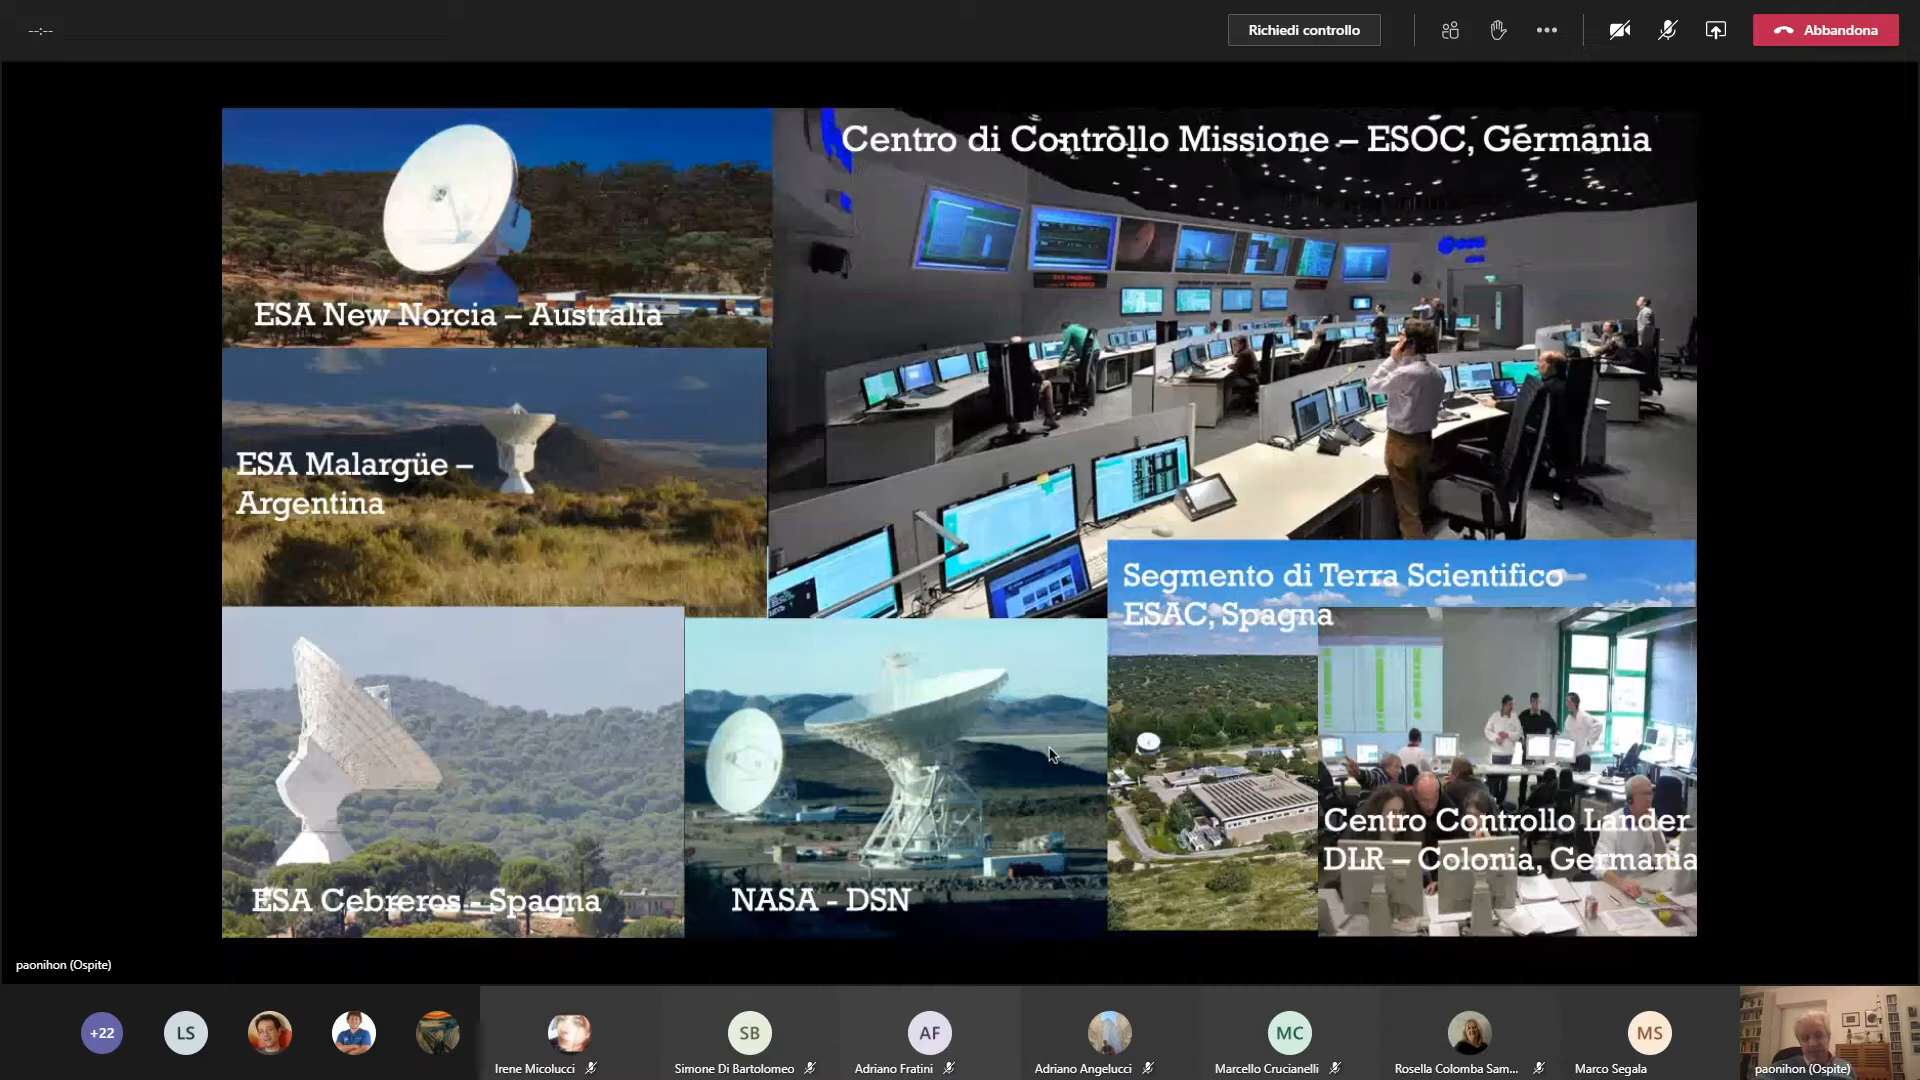 --:--
Richiedi controllo
Abbandona
Centro di Controllo Missione – ESOC, Germania
ESA New Norcia – Australia
ESA Malargüe –
Argentina
Segmento di Terra Scientifico
ESAC, Spagna
Centro Controllo Lander
DLR – Colonia, Germania
ESA Cebreros - Spagna
NASA - DSN
paonihon (Ospite)
+22
LS
SB
AF
MC
MS
Irene Micolucci
Simone Di Bartolomeo
Adriano Fratini
Adriano Angelucci
Marcello Crucianelli
Rosella Colomba Sam...
Marco Segala
paonihon (Ospite)